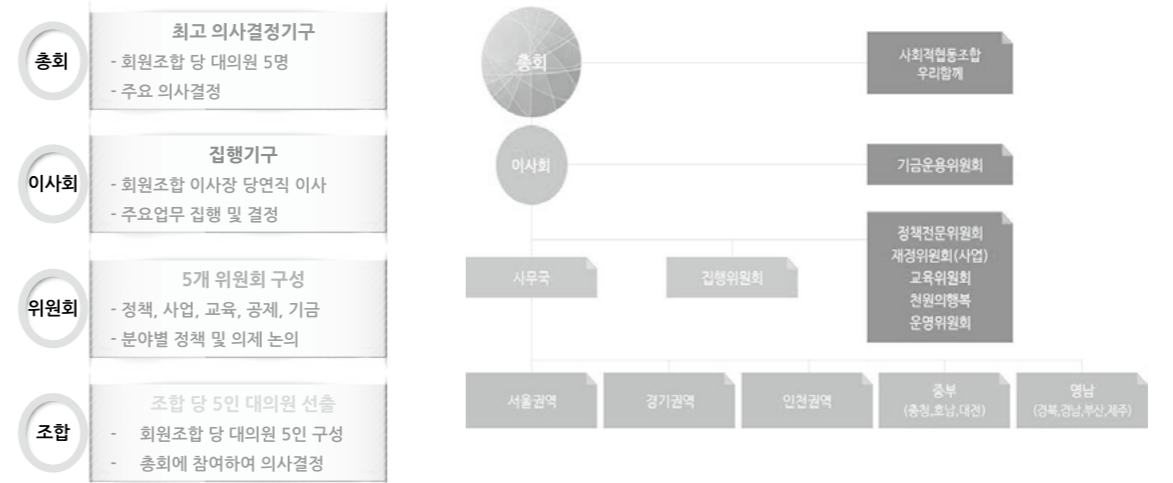 총회
최고 의사결정기구
- 회원조합 당 대의원 5명
- 주요 의사결정
이사회
집행기구
- 회원조합 이사장 당연직 이사
- 주요업무 집행 및 결정
위원회
5개 위원회 구성
- 정책, 사업, 교육, 공제, 기금
- 분야별 정책 및 의제 논의
조합
조합 당 5인 대의원 선출
- 회원조합 당 대의원 5인 구성
- 총회에 참여하여 의사결정
총회
사회적협동조합
우리함께
이사회
기금운용위원회
정책전문위원회
재정위원회(사업)
교육위원회
천원의행복
운영위원회
사무국
집행위원회
서울권역
경기권역
인천권역
중부
(충청,호남,대전)
영남
(경북,경남,부산,제주)